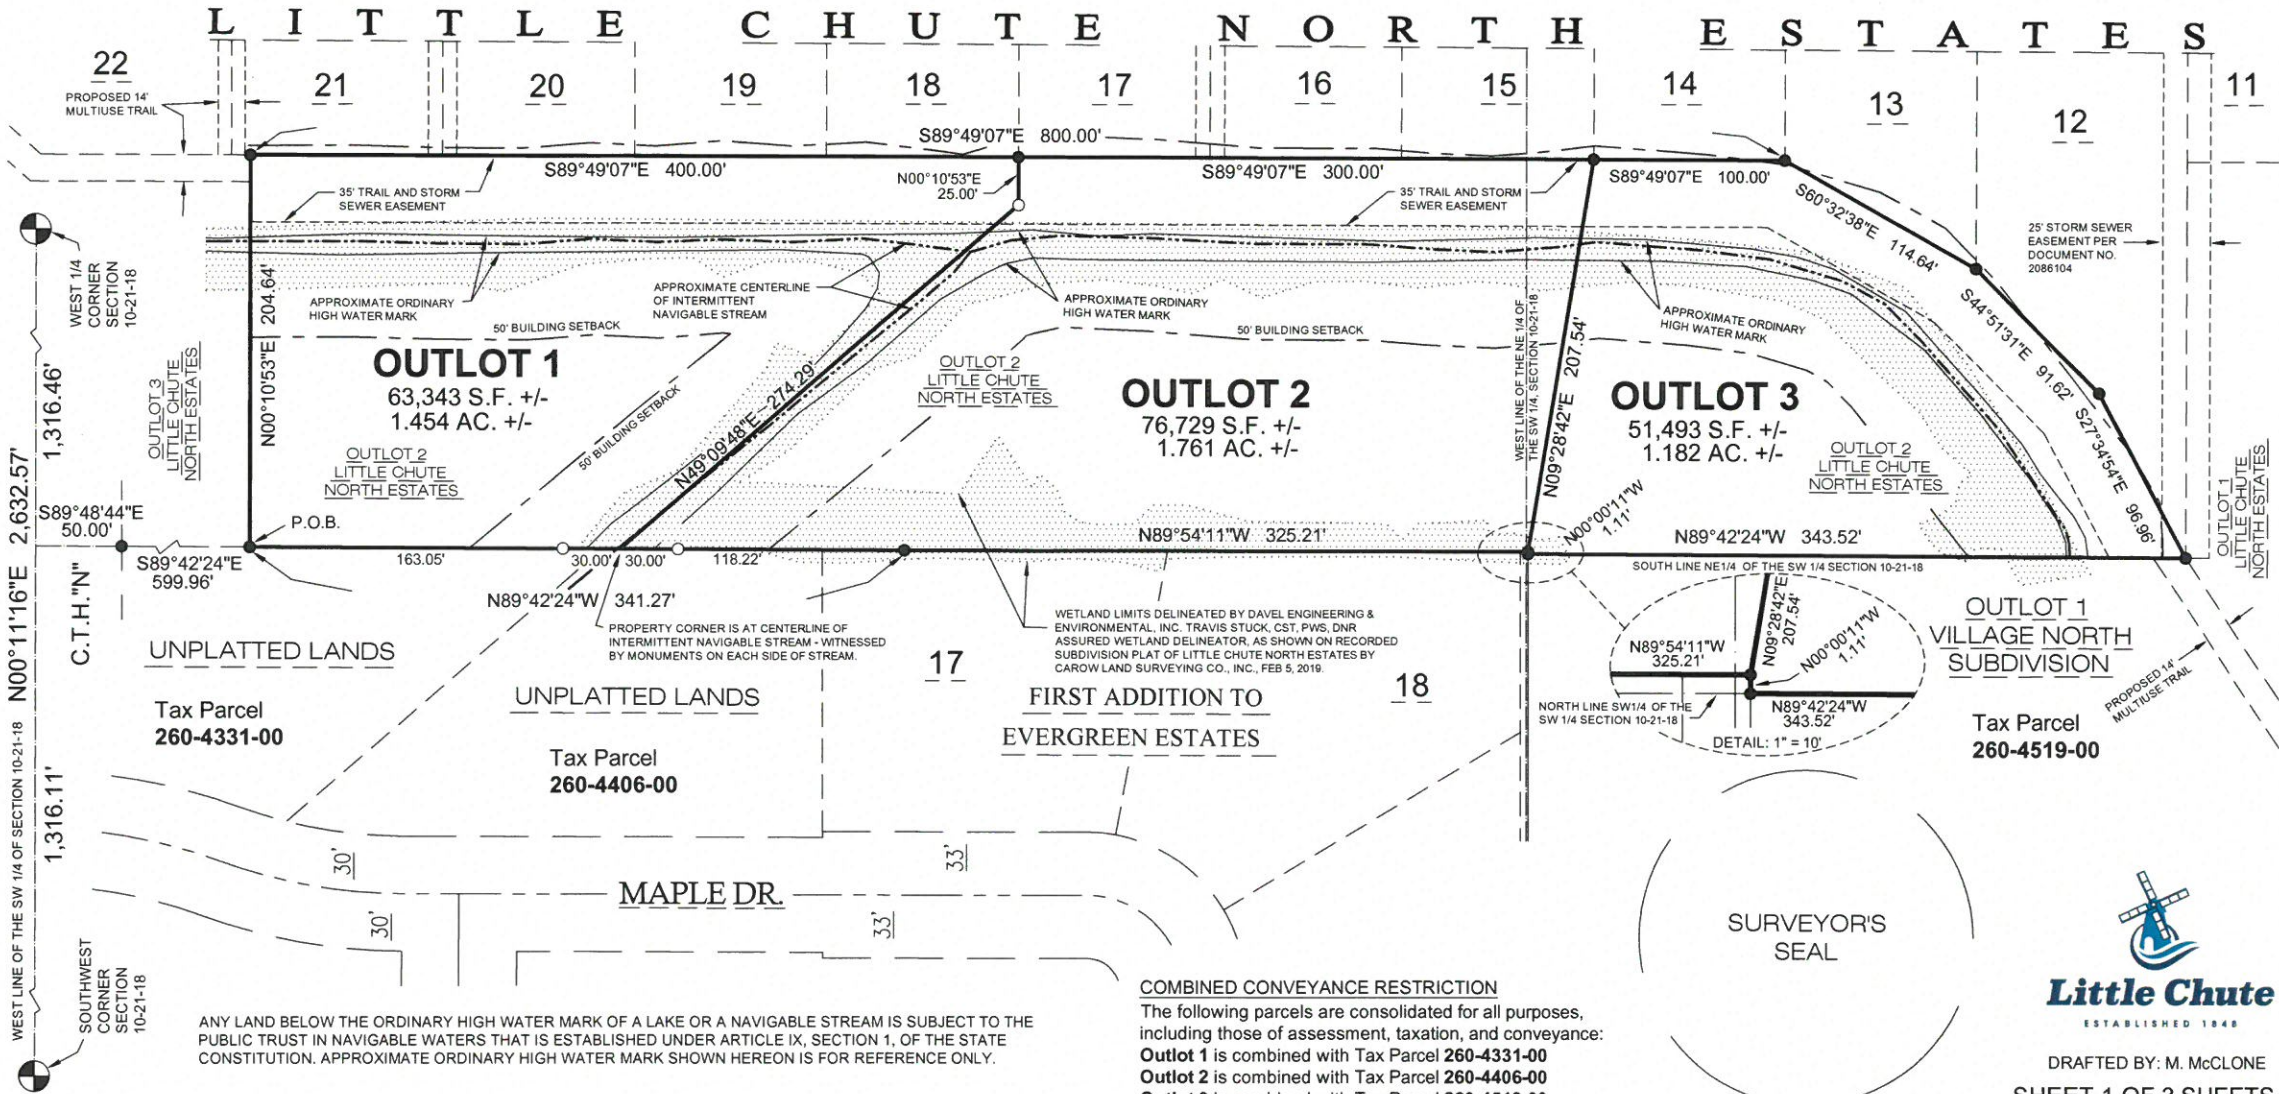 LITTLE CHUTE NORTH ESTATES
22
21
20
19
18
17
16
15
14
13
12
11
PROPOSED 14'
MULTIUSE TRAIL
S89°49'07"E 800.00'
S89°49'07"E 400.00'
N00°10'53"E
25.00'
S89°49'07"E 300.00'
S89°49'07"E 100.00'
35' TRAIL AND STORM
SEWER EASEMENT
35' TRAIL AND STORM
SEWER EASEMENT
S60°32'38"E 114.64'
25' STORM SEWER
EASEMENT PER
DOCUMENT NO.
2086104
WEST 1/4
CORNER
SECTION
10-21-18
N00°10'53"E 204.64'
APPROXIMATE ORDINARY
HIGH WATER MARK
APPROXIMATE CENTERLINE
OF INTERMITTENT
NAVIGABLE STREAM
APPROXIMATE ORDINARY
HIGH WATER MARK
APPROXIMATE ORDINARY
HIGH WATER MARK
S44°51'31"E 91.62'
50' BUILDING SETBACK
50' BUILDING SETBACK
50' BUILDING SETBACK
WEST LINE OF THE NE 1/4 OF
THE SW 1/4, SECTION 10-21-18
OUTLOT 1
63,343 S.F. +/-
1.454 AC. +/-
OUTLOT 2
LITTLE CHUTE
NORTH ESTATES
OUTLOT 3
LITTLE CHUTE
NORTH ESTATES
N49°09'48"E 274.29'
OUTLOT 2
LITTLE CHUTE
NORTH ESTATES
OUTLOT 2
76,729 S.F. +/-
1.761 AC. +/-
N09°28'42"E 207.54'
OUTLOT 3
51,493 S.F. +/-
1.182 AC. +/-
OUTLOT 2
LITTLE CHUTE
NORTH ESTATES
S27°34'54"E 96.96'
OUTLOT 1
LITTLE CHUTE
NORTH ESTATES
1,316.46'
N00°11'16"E 2,632.57'
S89°48'44"E
50.00'
P.O.B.
S89°42'24"E
599.96'
163.05'
30.00'
30.00'
118.22'
N89°42'24"W 341.27'
N89°54'11"W 325.21'
N00°00'11"W
1.11'
N89°42'24"W 343.52'
SOUTH LINE NE1/4 OF THE SW 1/4 SECTION 10-21-18
C.T.H."N"
UNPLATTED LANDS
Tax Parcel
260-4331-00
PROPERTY CORNER IS AT CENTERLINE OF
INTERMITTENT NAVIGABLE STREAM - WITNESSED
BY MONUMENTS ON EACH SIDE OF STREAM.
UNPLATTED LANDS
Tax Parcel
260-4406-00
WETLAND LIMITS DELINEATED BY DAVEL ENGINEERING &
ENVIRONMENTAL, INC. TRAVIS STUCK, CST, PWS, DNR
ASSURED WETLAND DELINEATOR, AS SHOWN ON RECORDED
SUBDIVISION PLAT OF LITTLE CHUTE NORTH ESTATES BY
CAROW LAND SURVEYING CO., INC., FEB 5, 2019.
17
18
FIRST ADDITION TO
EVERGREEN ESTATES
N89°54'11"W
325.21'
N09°28'42"E
207.54'
N00°00'11"W
1.11'
NORTH LINE SW1/4 OF THE
SW 1/4 SECTION 10-21-18
N89°42'24"W
343.52'
DETAIL: 1" = 10'
OUTLOT 1
VILLAGE NORTH
SUBDIVISION
Tax Parcel
260-4519-00
PROPOSED 14'
MULTIUSE TRAIL
WEST LINE OF THE SW 1/4 OF SECTION 10-21-18
1,316.11'
30'
30'
33'
33'
MAPLE DR.
SOUTHWEST
CORNER
SECTION
10-21-18
SURVEYOR'S
SEAL
ANY LAND BELOW THE ORDINARY HIGH WATER MARK OF A LAKE OR A NAVIGABLE STREAM IS SUBJECT TO THE
PUBLIC TRUST IN NAVIGABLE WATERS THAT IS ESTABLISHED UNDER ARTICLE IX, SECTION 1, OF THE STATE
CONSTITUTION. APPROXIMATE ORDINARY HIGH WATER MARK SHOWN HEREON IS FOR REFERENCE ONLY.
COMBINED CONVEYANCE RESTRICTION
The following parcels are consolidated for all purposes,
including those of assessment, taxation, and conveyance:
Outlot 1 is combined with Tax Parcel 260-4331-00
Outlot 2 is combined with Tax Parcel 260-4406-00
Outlot 3 is combined with Tax Parcel 260-4519-00
Little Chute
ESTABLISHED 1848
DRAFTED BY: M. McCLONE
SHEET 1 OF 3 SHEETS